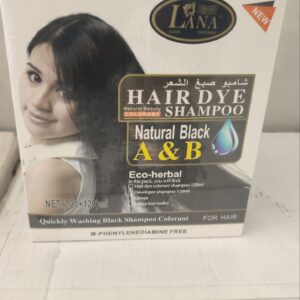 LANA
NEW
شامبو صبغ الشعر
HAIR DYE
Natural Beauty
COLORANT
SHAMPOO
Natural Black
A & B
Eco-herbal
In this pack, you will find:
Hair dye colorant shampoo 120ml
Developer shampoo 120ml
Gloves
Quickly Washing Black Shampoo Colorant
FOR HAIR
M-PHENYLENEDIAMINE FREE